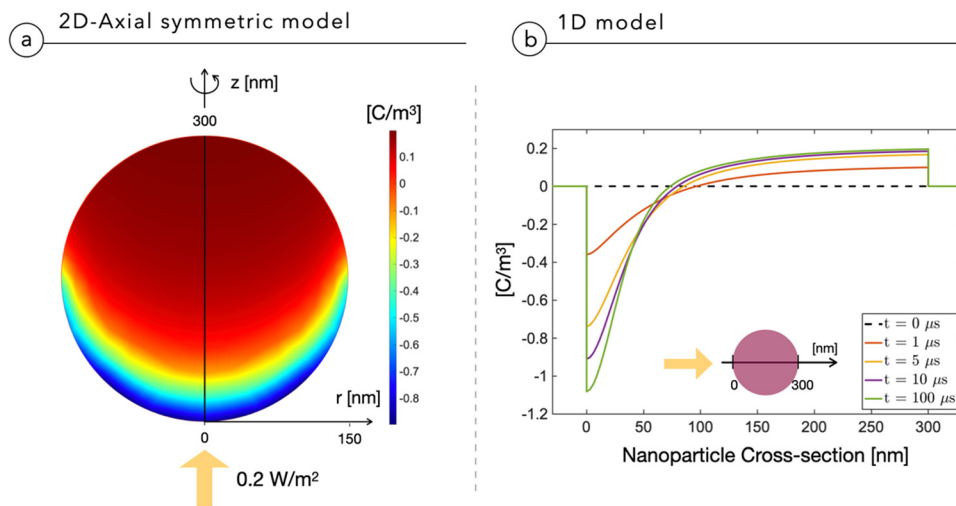 a
2D-Axial symmetric model
z [nm]
300
[C/m³]
0.1
0
-0.1
-0.2
-0.3
-0.4
-0.5
-0.6
-0.7
-0.8
r [nm]
0
150
0.2 W/m²
b
1D model
[C/m³]
0.2
0
-0.2
-0.4
-0.6
-0.8
-1
-1.2
0
50
100
150
200
250
300
Nanoparticle Cross-section [nm]
[nm]
0
300
t = 0 μs
t = 1 μs
t = 5 μs
t = 10 μs
t = 100 μs